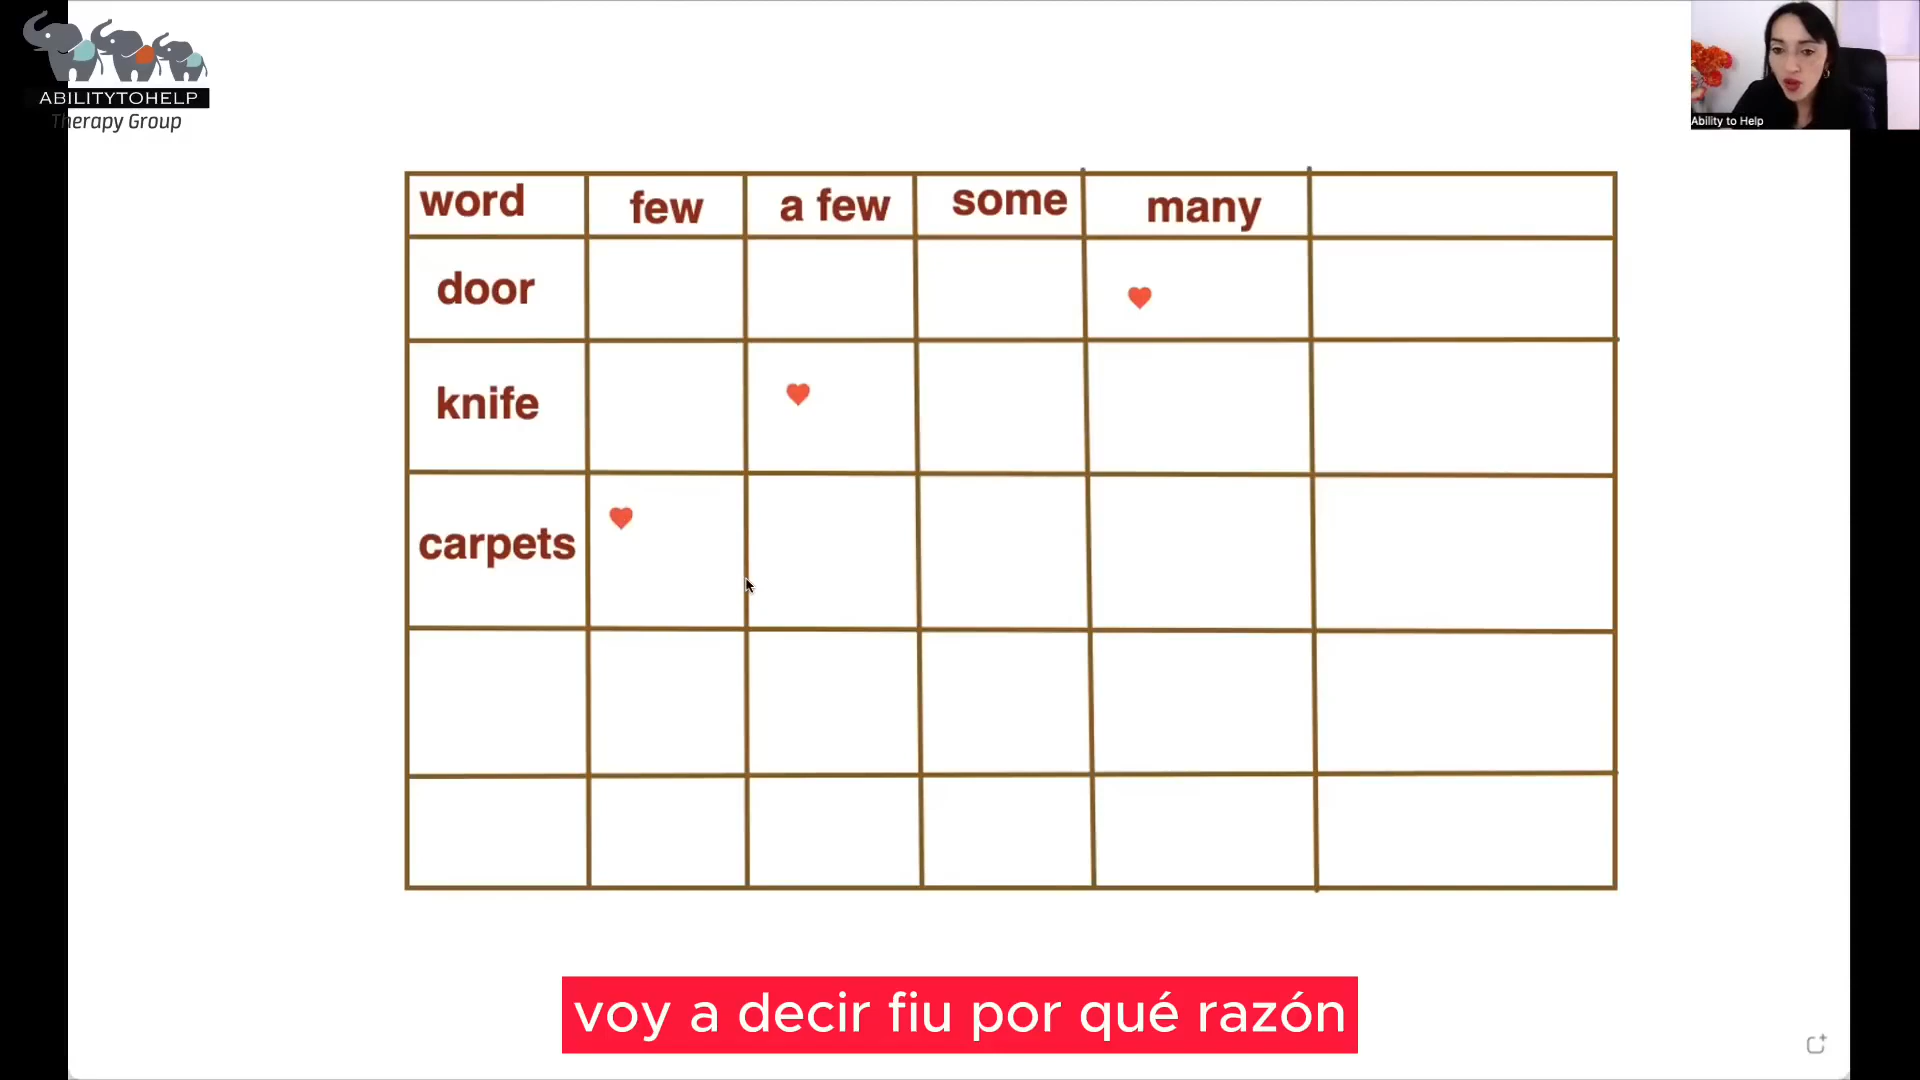 ABILITYTOHELP
Therapy Group
Ability to Help
word few a few some many
door
knife
carpets
voy a decir fiu por qué razón